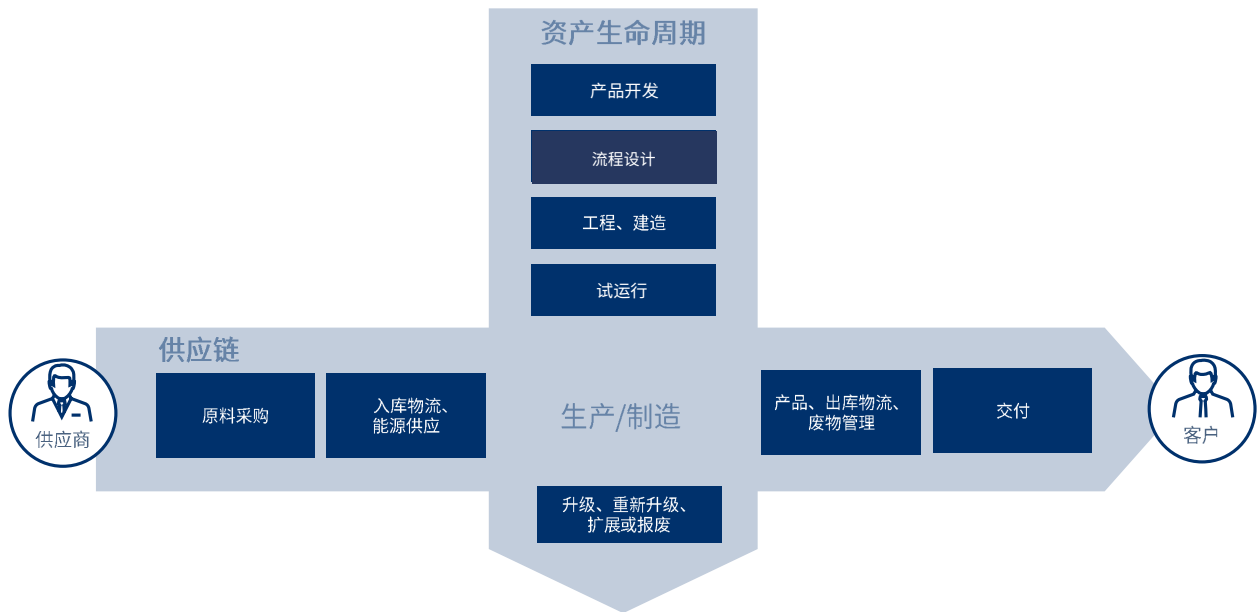 资产生命周期
产品开发
流程设计
工程、建造
试运行
供应链
供应商
原料采购
入库物流、
能源供应
生产/制造
产品、出库物流、
废物管理
交付
客户
升级、重新升级、
扩展或报废